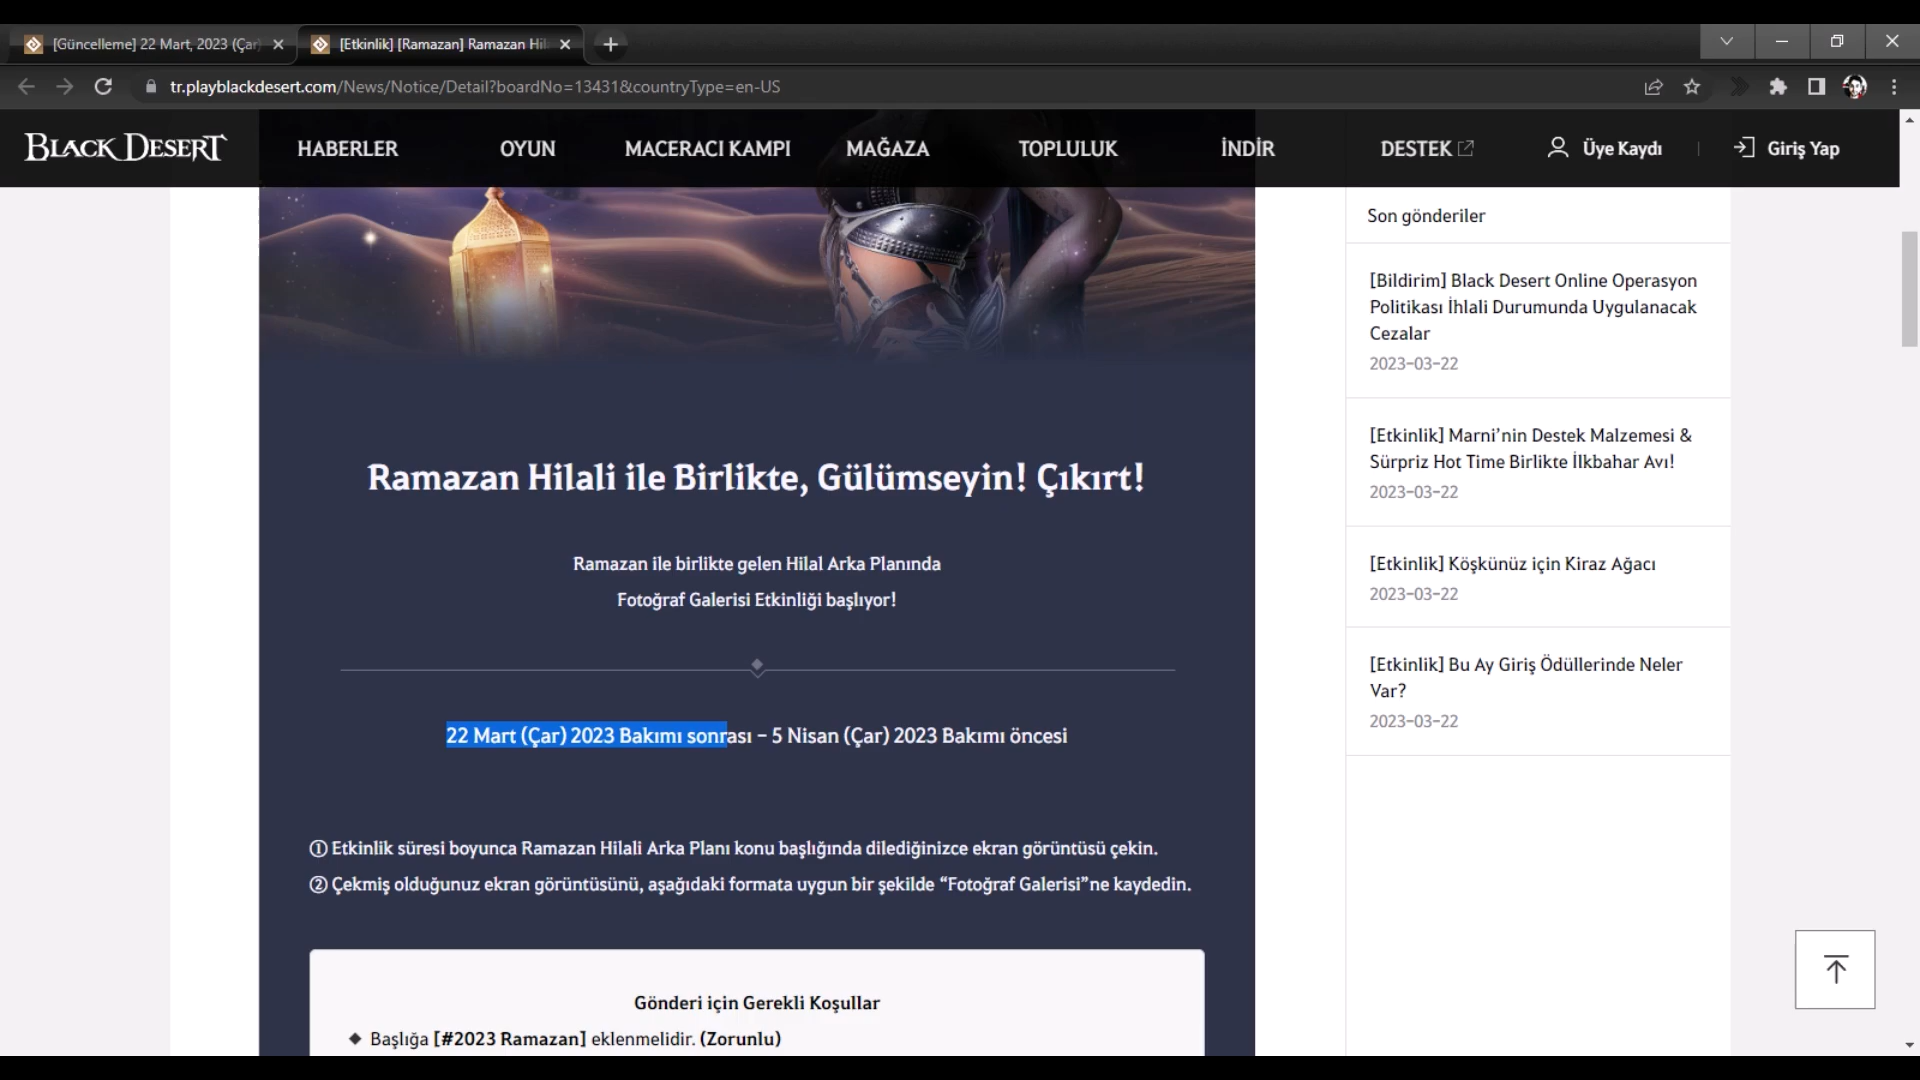 [Güncelleme] 22 Mart, 2023 (Çar
[Etkinlik] [Ramazan] Ramazan Hil
tr.playblackdesert.com/News/Notice/Detail?boardNo=13431&countryType=en-US
BLACK DESERT
HABERLER
OYUN
MACERACI KAMPI
MAĞAZA
TOPLULUK
İNDİR
DESTEK
Üye Kaydı
Giriş Yap
Ramazan Hilali ile Birlikte, Gülümseyin! Çıkırt!
Ramazan ile birlikte gelen Hilal Arka Planında
Fotoğraf Galerisi Etkinliği başlıyor!
22 Mart (Çar) 2023 Bakımı sonrası – 5 Nisan (Çar) 2023 Bakımı öncesi
① Etkinlik süresi boyunca Ramazan Hilali Arka Planı konu başlığında dilediğinizce ekran görüntüsü çekin.
② Çekmiş olduğunuz ekran görüntüsünü, aşağıdaki formata uygun bir şekilde “Fotoğraf Galerisi”ne kaydedin.
Gönderi için Gerekli Koşullar
◆ Başlığa [#2023 Ramazan] eklenmelidir. (Zorunlu)
Son gönderiler
[Bildirim] Black Desert Online Operasyon
Politikası İhlali Durumunda Uygulanacak
Cezalar
2023-03-22
[Etkinlik] Marni’nin Destek Malzemesi &
Sürpriz Hot Time Birlikte İlkbahar Avı!
2023-03-22
[Etkinlik] Köşkünüz için Kiraz Ağacı
2023-03-22
[Etkinlik] Bu Ay Giriş Ödüllerinde Neler
Var?
2023-03-22